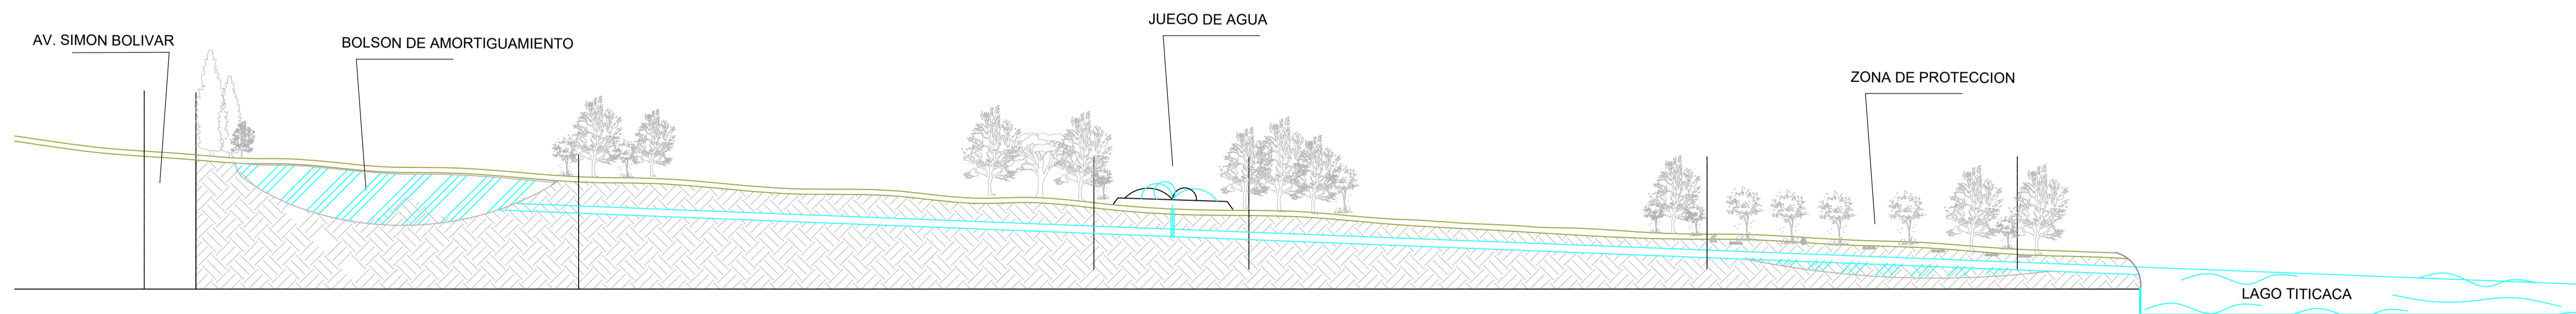 AV. SIMON BOLIVAR
BOLSON DE AMORTIGUAMIENTO
JUEGO DE AGUA
ZONA DE PROTECCION
LAGO TITICACA